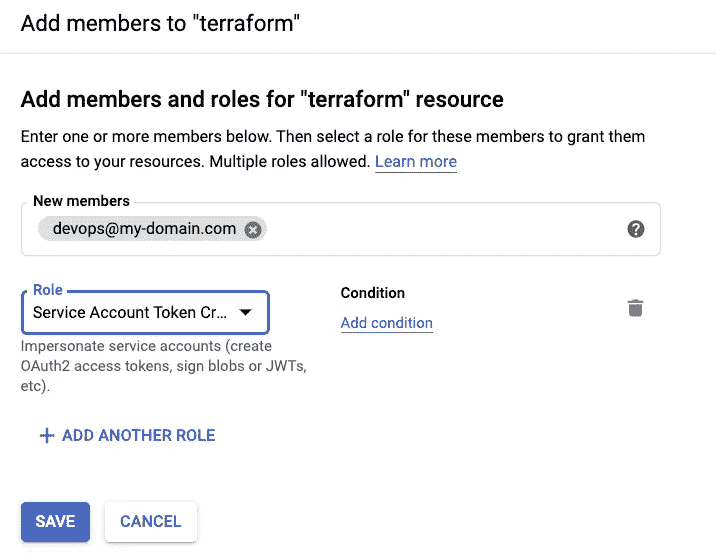 Add members to "terraform"
Add members and roles for "terraform" resource
Enter one or more members below. Then select a role for these members to grant them
access to your resources. Multiple roles allowed. Learn more
New members
devops@my-domain.com
Role
Service Account Token Cr...
Condition
Add condition
Impersonate service accounts (create
OAuth2 access tokens, sign blobs or JWTs,
etc).
+ ADD ANOTHER ROLE
SAVE
CANCEL